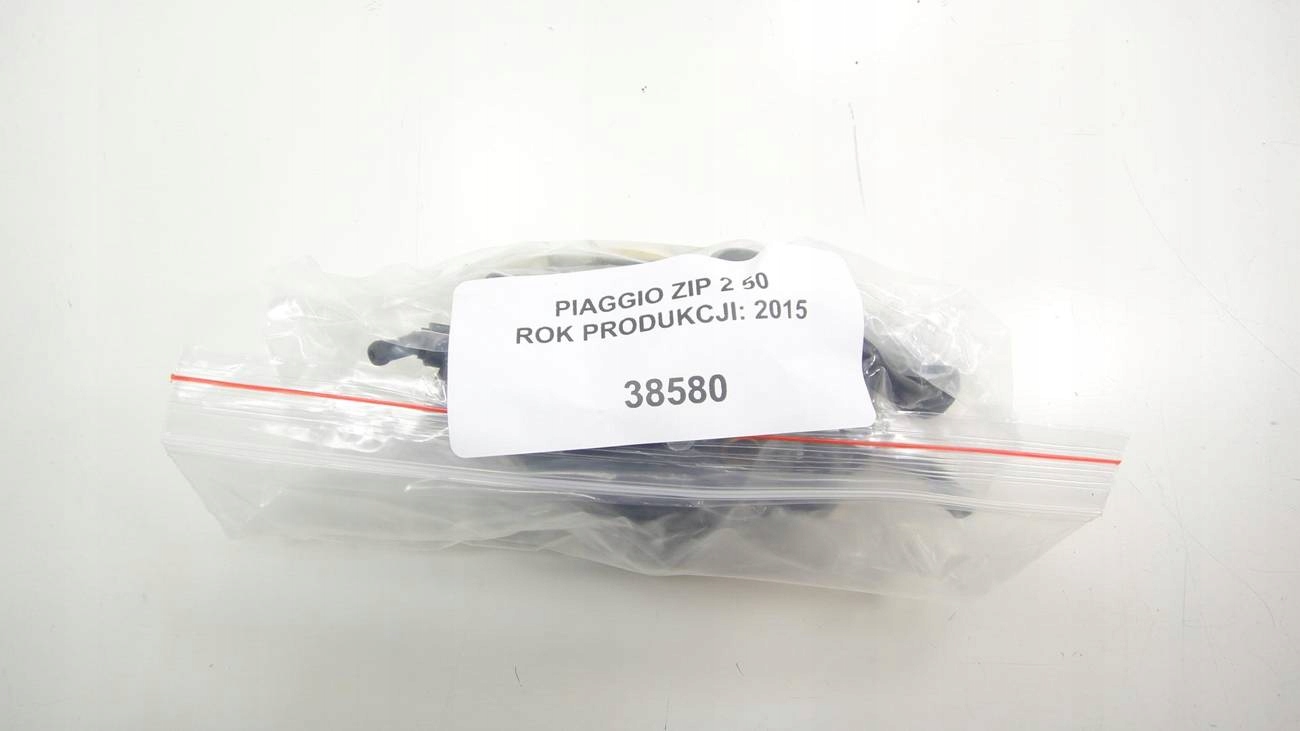 PIAGGIO ZIP 2 50
ROK PRODUKCJI: 2015
38580